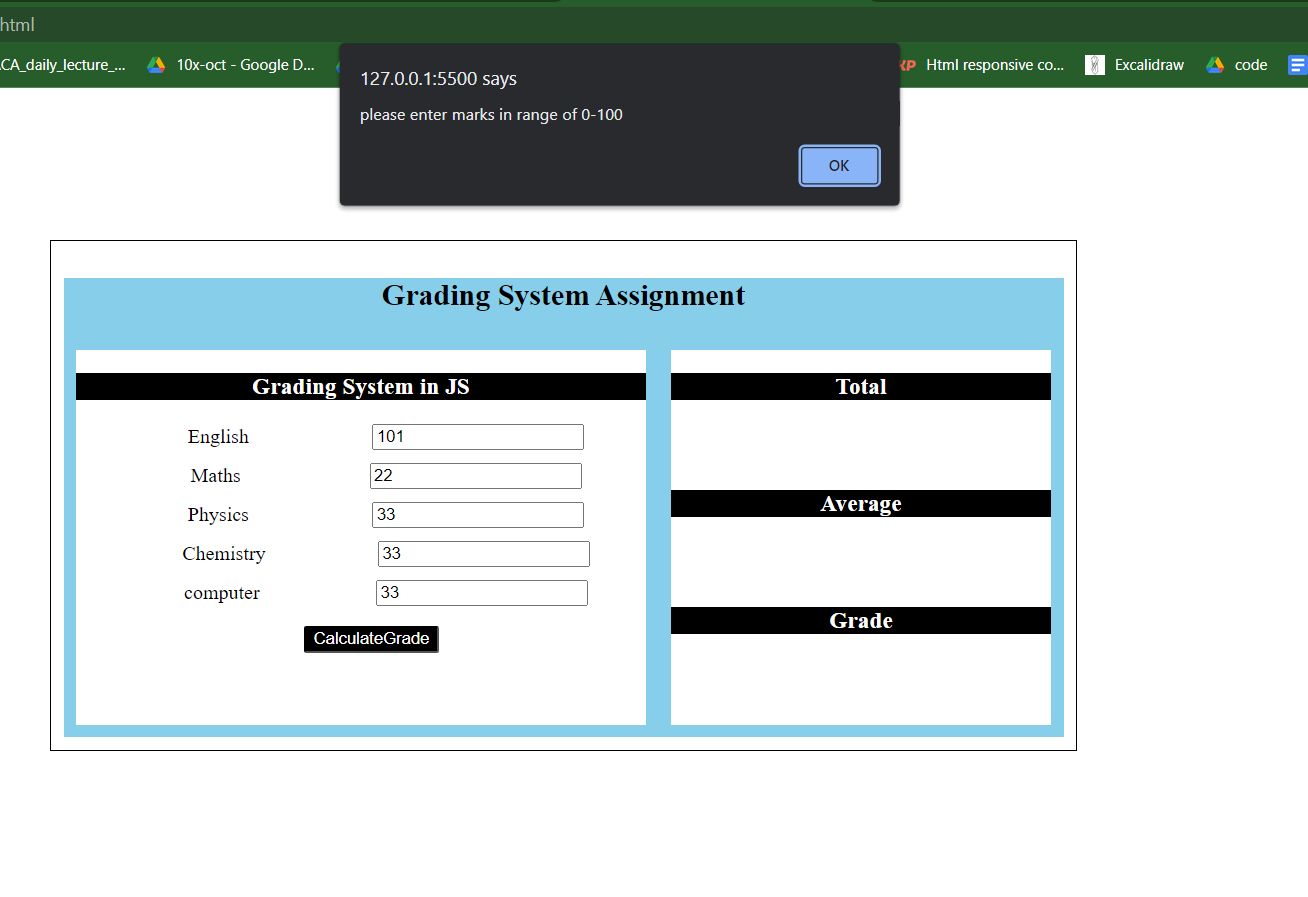 html
CA_daily_lecture_...
10x-oct - Google D...
Html responsive co...
Excalidraw
code
127.0.0.1:5500 says
please enter marks in range of 0-100
OK
Grading System Assignment
Grading System in JS
English 101
Maths 22
Physics 33
Chemistry 33
computer 33
CalculateGrade
Total
Average
Grade